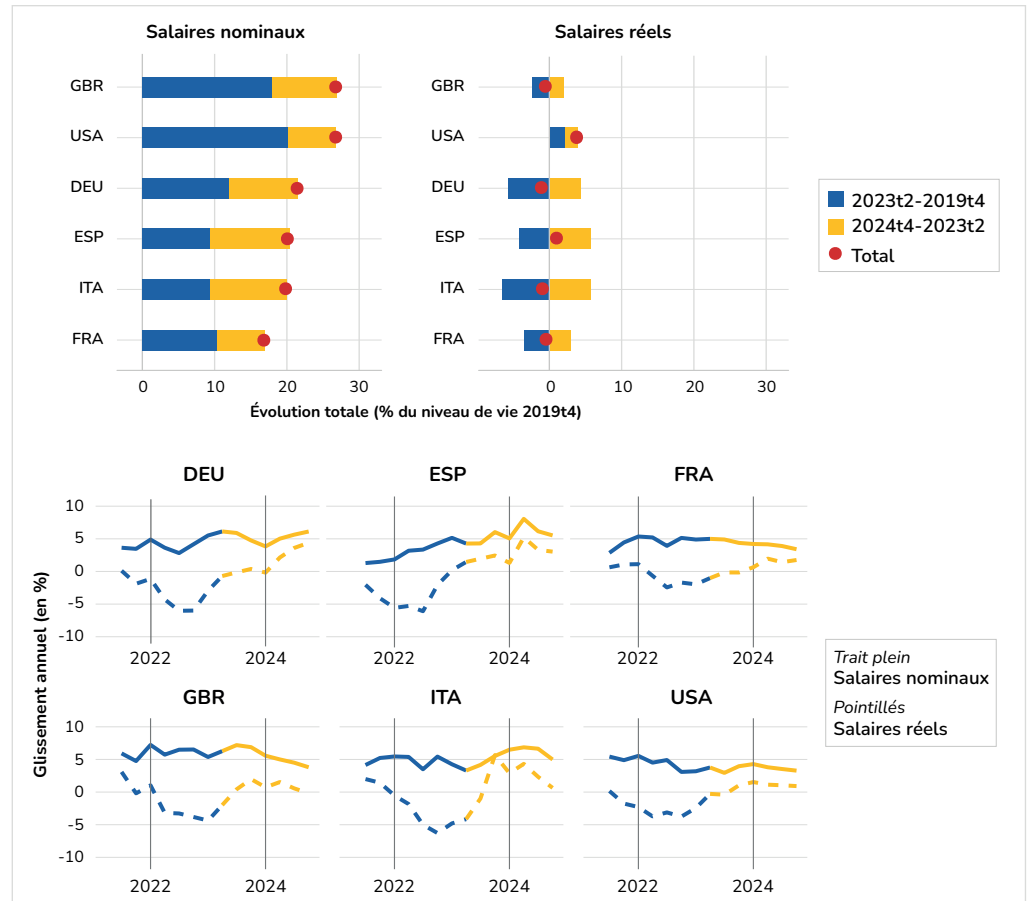 Salaires nominaux
Salaires réels
GBR
USA
DEU
ESP
ITA
FRA
0 10 20 30
GBR
USA
DEU
ESP
ITA
FRA
0 10 20 30
Évolution totale (% du niveau de vie 2019t4)
2023t2-2019t4
2024t4-2023t2
Total
Glissement annuel (en %)
DEU
ESP
FRA
10
5
0
-5
-10
2022 2024
2022 2024
2022 2024
GBR
ITA
USA
10
5
0
-5
-10
2022 2024
2022 2024
2022 2024
Trait plein
Salaires nominaux
Pointillés
Salaires réels